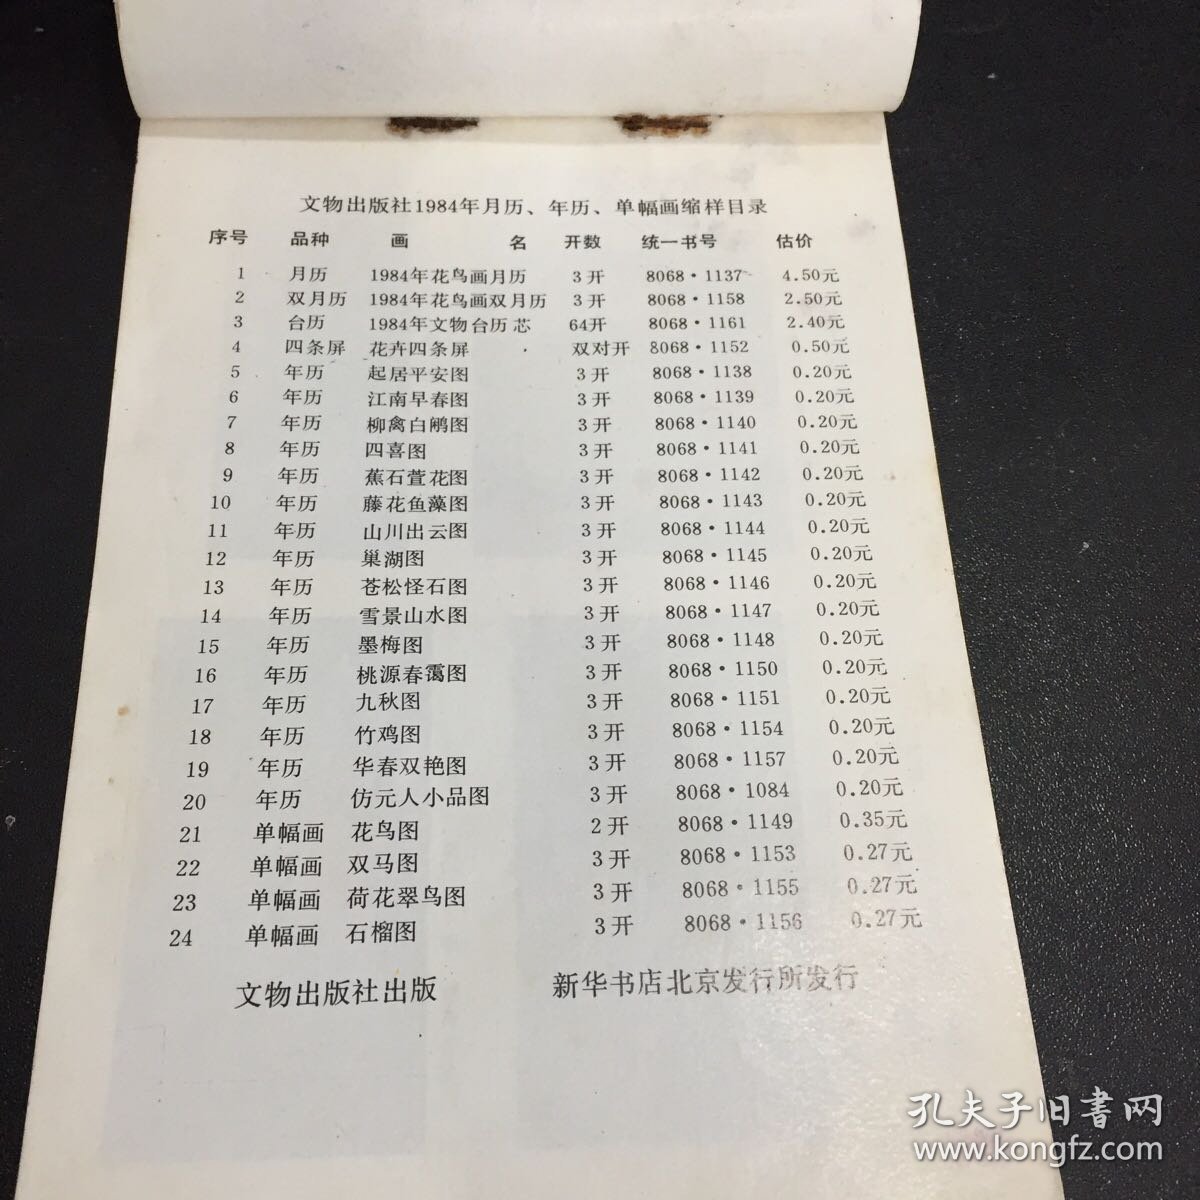 文物出版社1984年月历、年历、单幅画缩样目录
序号 品种 画 名 开数 统一书号 估价
1 月历 1984年花鸟画月历 3开 8068·1137 4.50元
2 双月历 1984年花鸟画双月历 3开 8068·1158 2.50元
3 台历 1984年文物台历芯 64开 8068·1161 2.40元
4 四条屏 花卉四条屏 双对开 8068·1152 0.50元
5 年历 起居平安图 3开 8068·1138 0.20元
6 年历 江南早春图 3开 8068·1139 0.20元
7 年历 柳禽白鹇图 3开 8068·1140 0.20元
8 年历 四喜图 3开 8068·1141 0.20元
9 年历 蕉石萱花图 3开 8068·1142 0.20元
10 年历 藤花鱼藻图 3开 8068·1143 0.20元
11 年历 山川出云图 3开 8068·1144 0.20元
12 年历 巢湖图 3开 8068·1145 0.20元
13 年历 苍松怪石图 3开 8068·1146 0.20元
14 年历 雪景山水图 3开 8068·1147 0.20元
15 年历 墨梅图 3开 8068·1148 0.20元
16 年历 桃源春霭图 3开 8068·1150 0.20元
17 年历 九秋图 3开 8068·1151 0.20元
18 年历 竹鸡图 3开 8068·1154 0.20元
19 年历 华春双艳图 3开 8068·1157 0.20元
20 年历 仿元人小品图 3开 8068·1084 0.20元
21 单幅画 花鸟图 2开 8068·1149 0.35元
22 单幅画 双马图 3开 8068·1153 0.27元
23 单幅画 荷花翠鸟图 3开 8068·1155 0.27元
24 单幅画 石榴图 3开 8068·1156 0.27元
文物出版社出版 新华书店北京发行所发行
孔夫子旧书网
www.kongfz.com